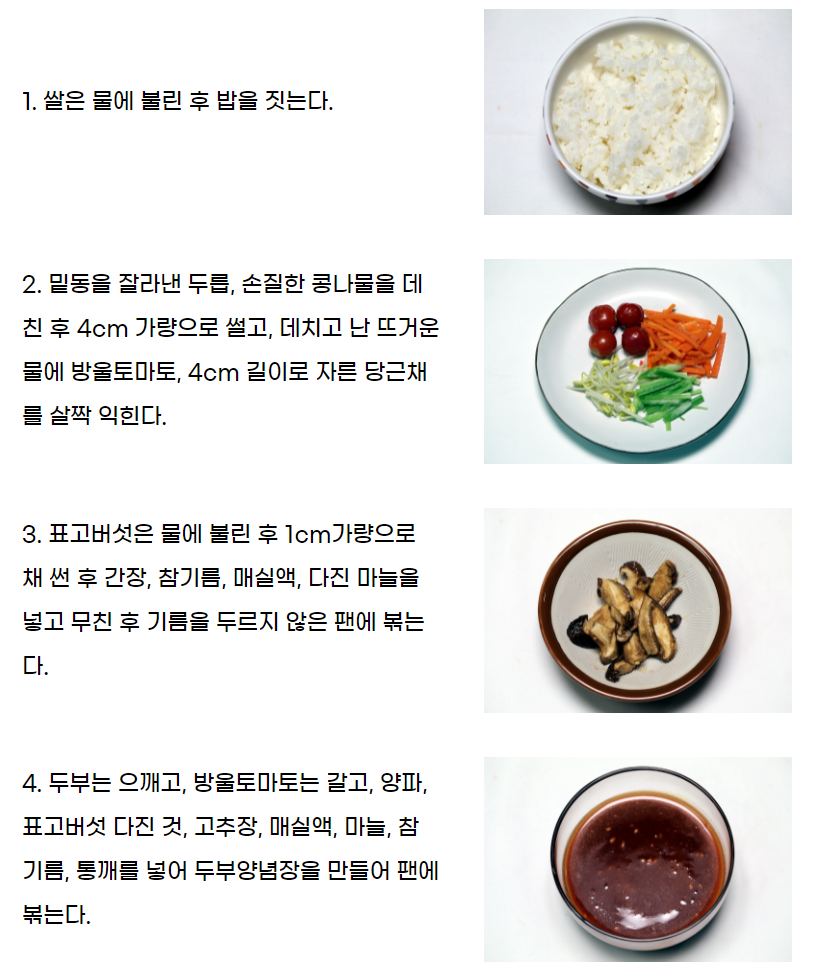 1. 쌀은 물에 불린 후 밥을 짓는다.
2. 밑동을 잘라낸 두릅, 손질한 콩나물을 데
친 후 4cm 가량으로 썰고, 데치고 난 뜨거운
물에 방울토마토, 4cm 길이로 자른 당근채
를 살짝 익힌다.
3. 표고버섯은 물에 불린 후 1cm가량으로
채 썬 후 간장, 참기름, 매실액, 다진 마늘을
넣고 무친 후 기름을 두르지 않은 팬에 볶는
다.
4. 두부는 으깨고, 방울토마토는 갈고, 양파,
표고버섯 다진 것, 고추장, 매실액, 마늘, 참
기름, 통깨를 넣어 두부양념장을 만들어 팬에
볶는다.